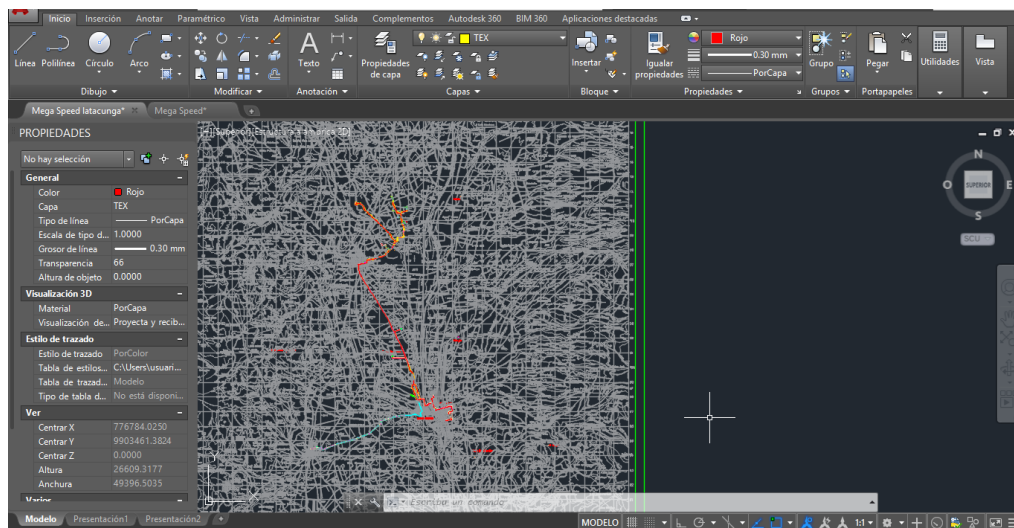 Inicio Inserción Anotar Paramétrico Vista Administrar Salida Complementos Autodesk 360 BIM 360 Aplicaciones destacadas
TEX
Rojo
0.30 mm
PorCapa
Línea Polilínea Círculo Arco
Texto
Propiedades de capa
Insertar
Igualar propiedades
Grupo
Pegar
Utilidades
Vista
Dibujo Modificar Anotación Capas Bloque Propiedades Grupos Portapapeles
Mega Speed latacunga* Mega Speed*
PROPIEDADES
[−][Superior][Estructura alámbrica 2D]
No hay selección
General
Color Rojo
Capa TEX
Tipo de línea PorCapa
Escala de tipo d... 1.0000
Grosor de línea 0.30 mm
Transparencia 66
Altura de objeto 0.0000
Visualización 3D
Material PorCapa
Visualización de... Proyecta y recib...
Estilo de trazado
Estilo de trazado PorColor
Tabla de estilos... C:\Users\usuari...
Tabla de trazad... Modelo
Tipo de tabla d... No está disponi...
Ver
Centrar X 776784.0250
Centrar Y 9903461.3824
Centrar Z 0.0000
Altura 26609.3177
Anchura 49396.5035
Varios
N
O SUPERIOR E
S
SCU
Y
X
Escribir un comando
Modelo Presentación1 Presentación2
MODELO
1:1